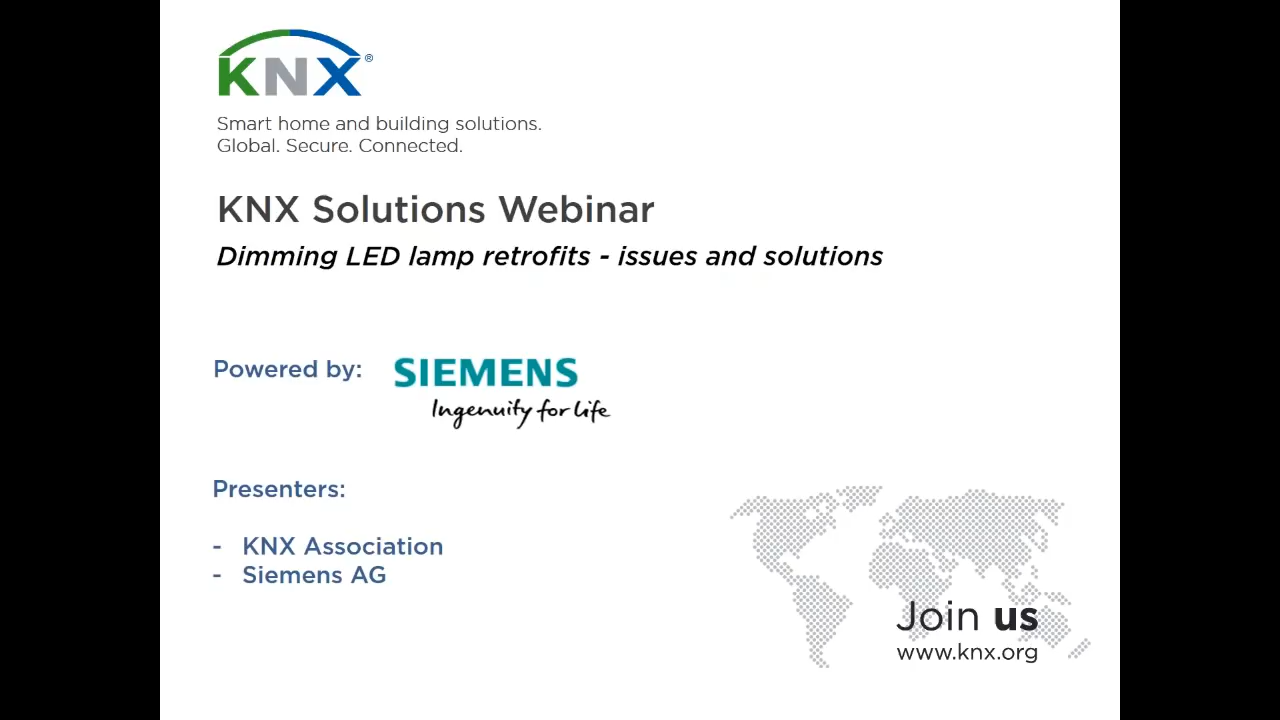 KNX®
Smart home and building solutions.
Global. Secure. Connected.
KNX Solutions Webinar
Dimming LED lamp retrofits - issues and solutions
Powered by: SIEMENS
Ingenuity for life
Presenters:
- KNX Association
- Siemens AG
Join us
www.knx.org